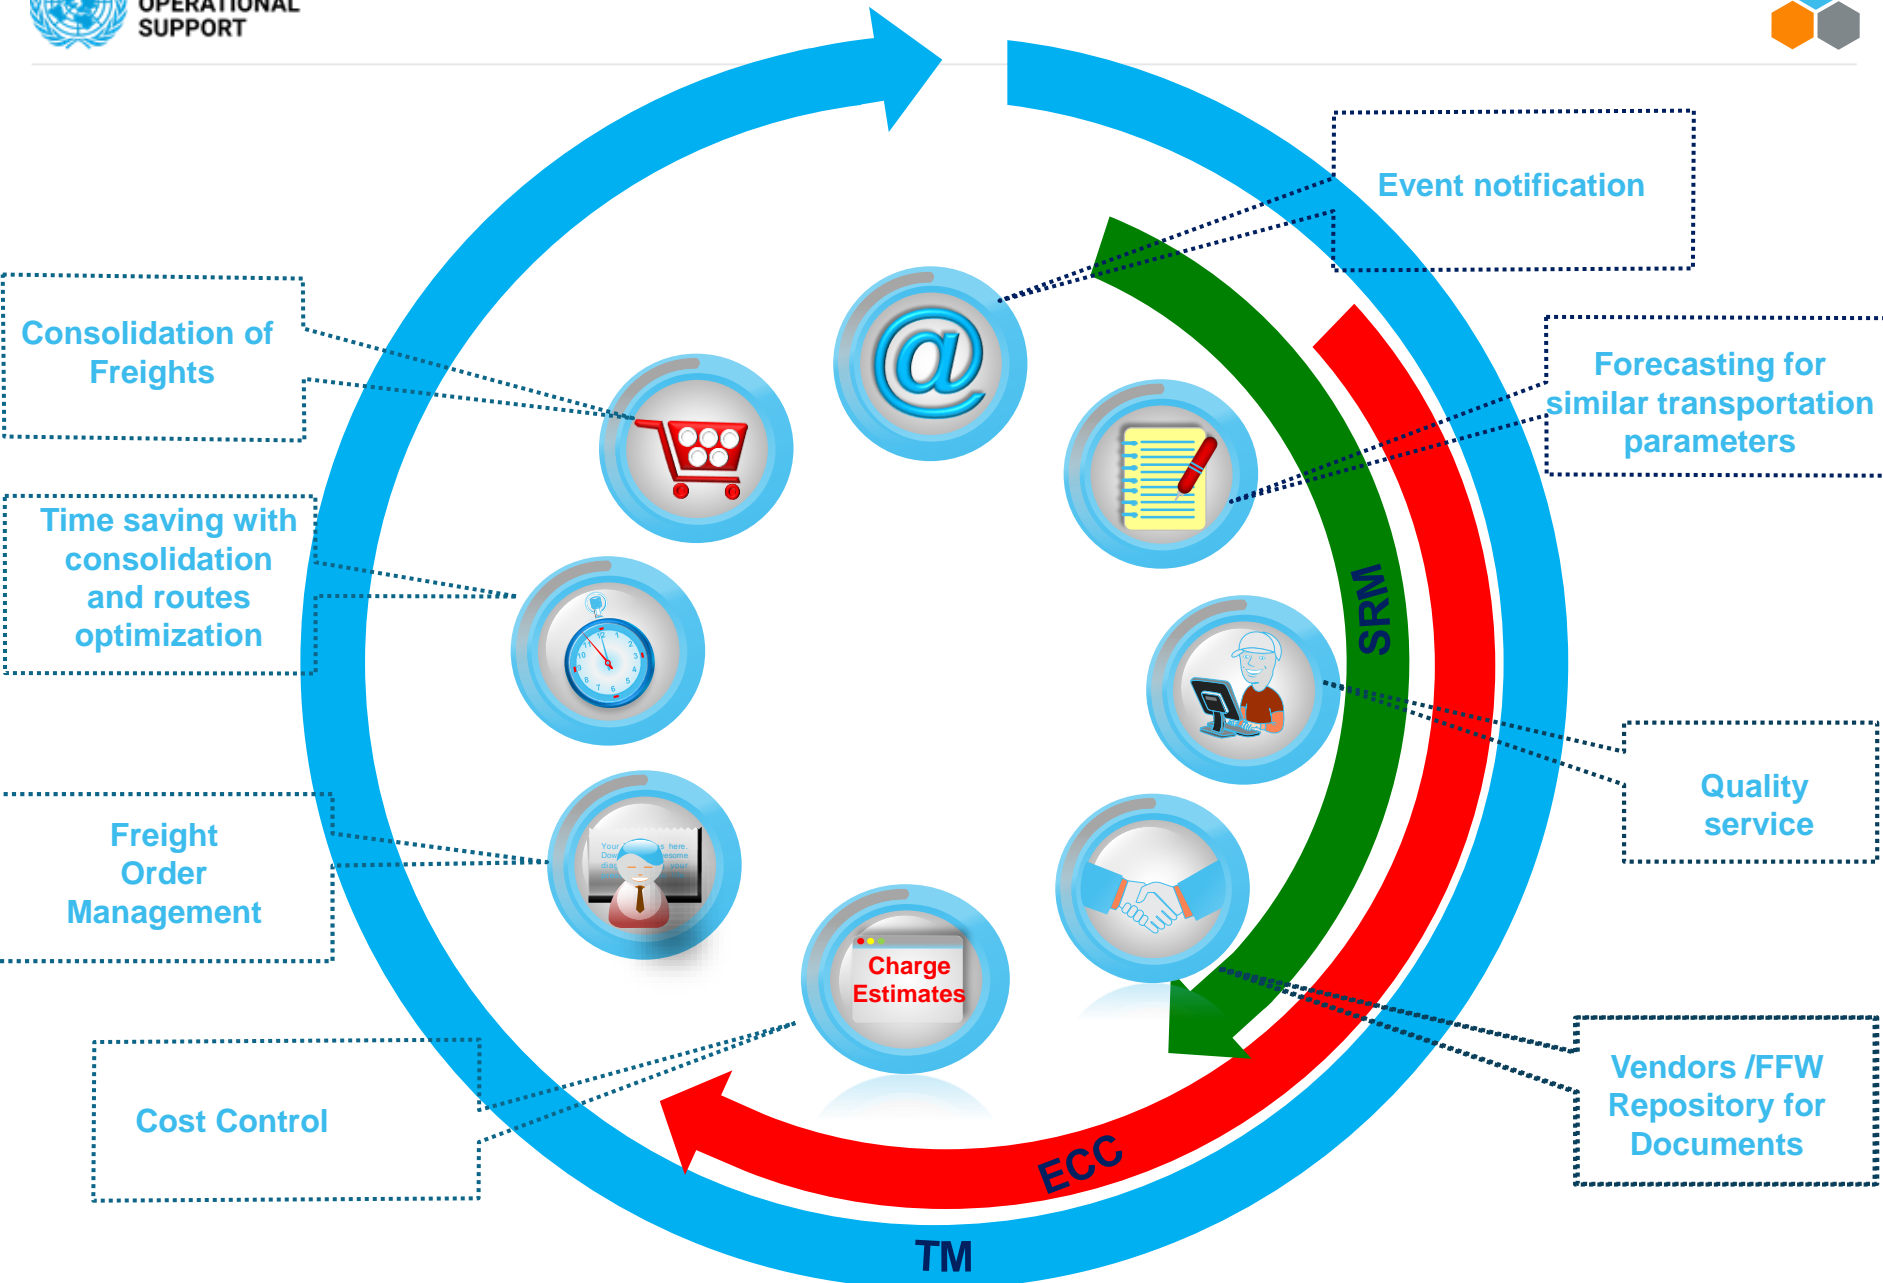 OPERATIONAL
SUPPORT
Event notification
Consolidation of
Freights
Forecasting for
similar transportation
parameters
Time saving with
consolidation
and routes
optimization
SRM
Quality
service
Freight
Order
Management
Charge
Estimates
Vendors /FFW
Repository for
Documents
Cost Control
ECC
TM